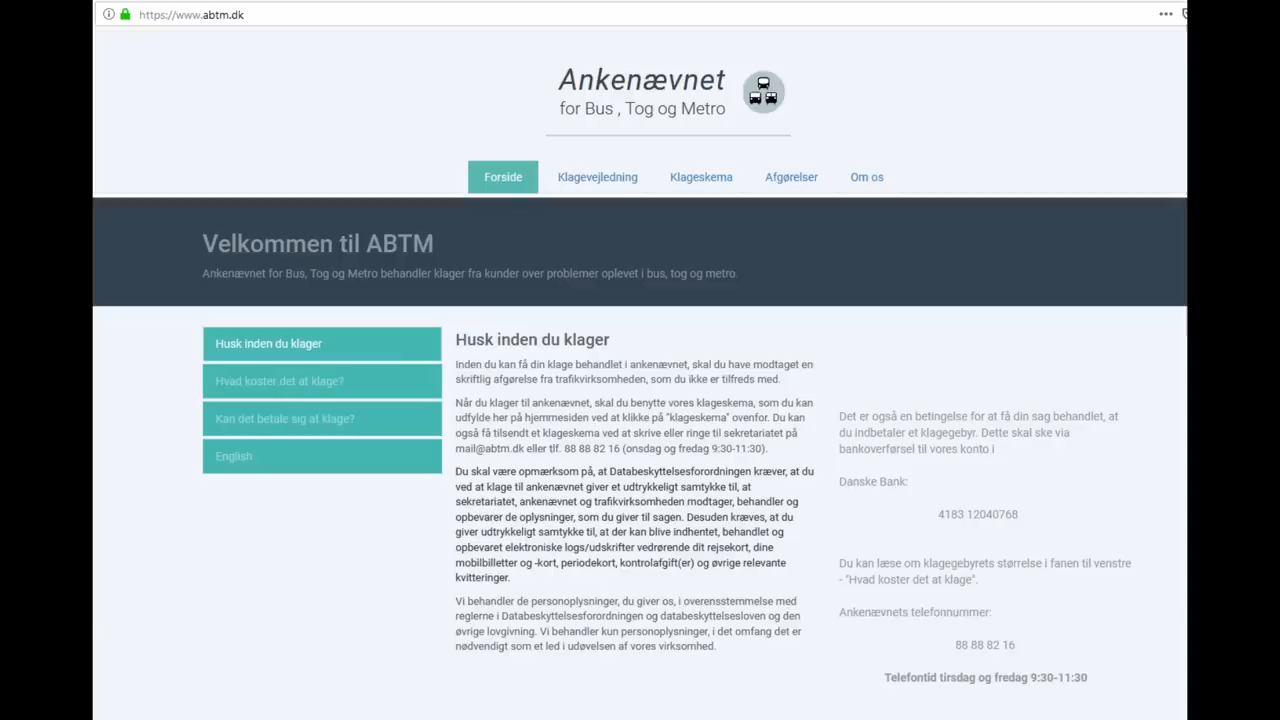 https://www.abtm.dk
Ankenævnet
for Bus , Tog og Metro
Forside
Klagevejledning
Klageskema
Afgørelser
Om os
Velkommen til ABTM
Ankenævnet for Bus, Tog og Metro behandler klager fra kunder over problemer oplevet i bus, tog og metro.
Husk inden du klager
Hvad koster det at klage?
Kan det betale sig at klage?
English
Husk inden du klager
Inden du kan få din klage behandlet i ankenævnet, skal du have modtaget en
skriftlig afgørelse fra trafikvirksomheden, som du ikke er tilfreds med.
Når du klager til ankenævnet, skal du benytte vores klageskema, som du kan
udfylde her på hjemmesiden ved at klikke på "klageskema" ovenfor. Du kan
også få tilsendt et klageskema ved at skrive eller ringe til sekretariatet på
mail@abtm.dk eller tlf. 88 88 82 16 (onsdag og fredag 9:30-11:30).
Du skal være opmærksom på, at Databeskyttelsesforordningen kræver, at du
ved at klage til ankenævnet giver et udtrykkeligt samtykke til, at
sekretariatet, ankenævnet og trafikvirksomheden modtager, behandler og
opbevarer de oplysninger, som du giver til sagen. Desuden kræves, at du
giver udtrykkeligt samtykke til, at der kan blive indhentet, behandlet og
opbevaret elektroniske logs/udskrifter vedrørende dit rejsekort, dine
mobilbilletter og -kort, periodekort, kontrolafgift(er) og øvrige relevante
kvitteringer.
Vi behandler de personoplysninger, du giver os, i overensstemmelse med
reglerne i Databeskyttelsesforordningen og databeskyttelsesloven og den
øvrige lovgivning. Vi behandler kun personoplysninger, i det omfang det er
nødvendigt som et led i udøvelsen af vores virksomhed.
Det er også en betingelse for at få din sag behandlet, at
du indbetaler et klagegebyr. Dette skal ske via
bankoverførsel til vores konto i
Danske Bank:
4183 12040768
Du kan læse om klagegebyrets størrelse i fanen til venstre
- "Hvad koster det at klage".
Ankenævnets telefonnummer:
88 88 82 16
Telefontid tirsdag og fredag 9:30-11:30